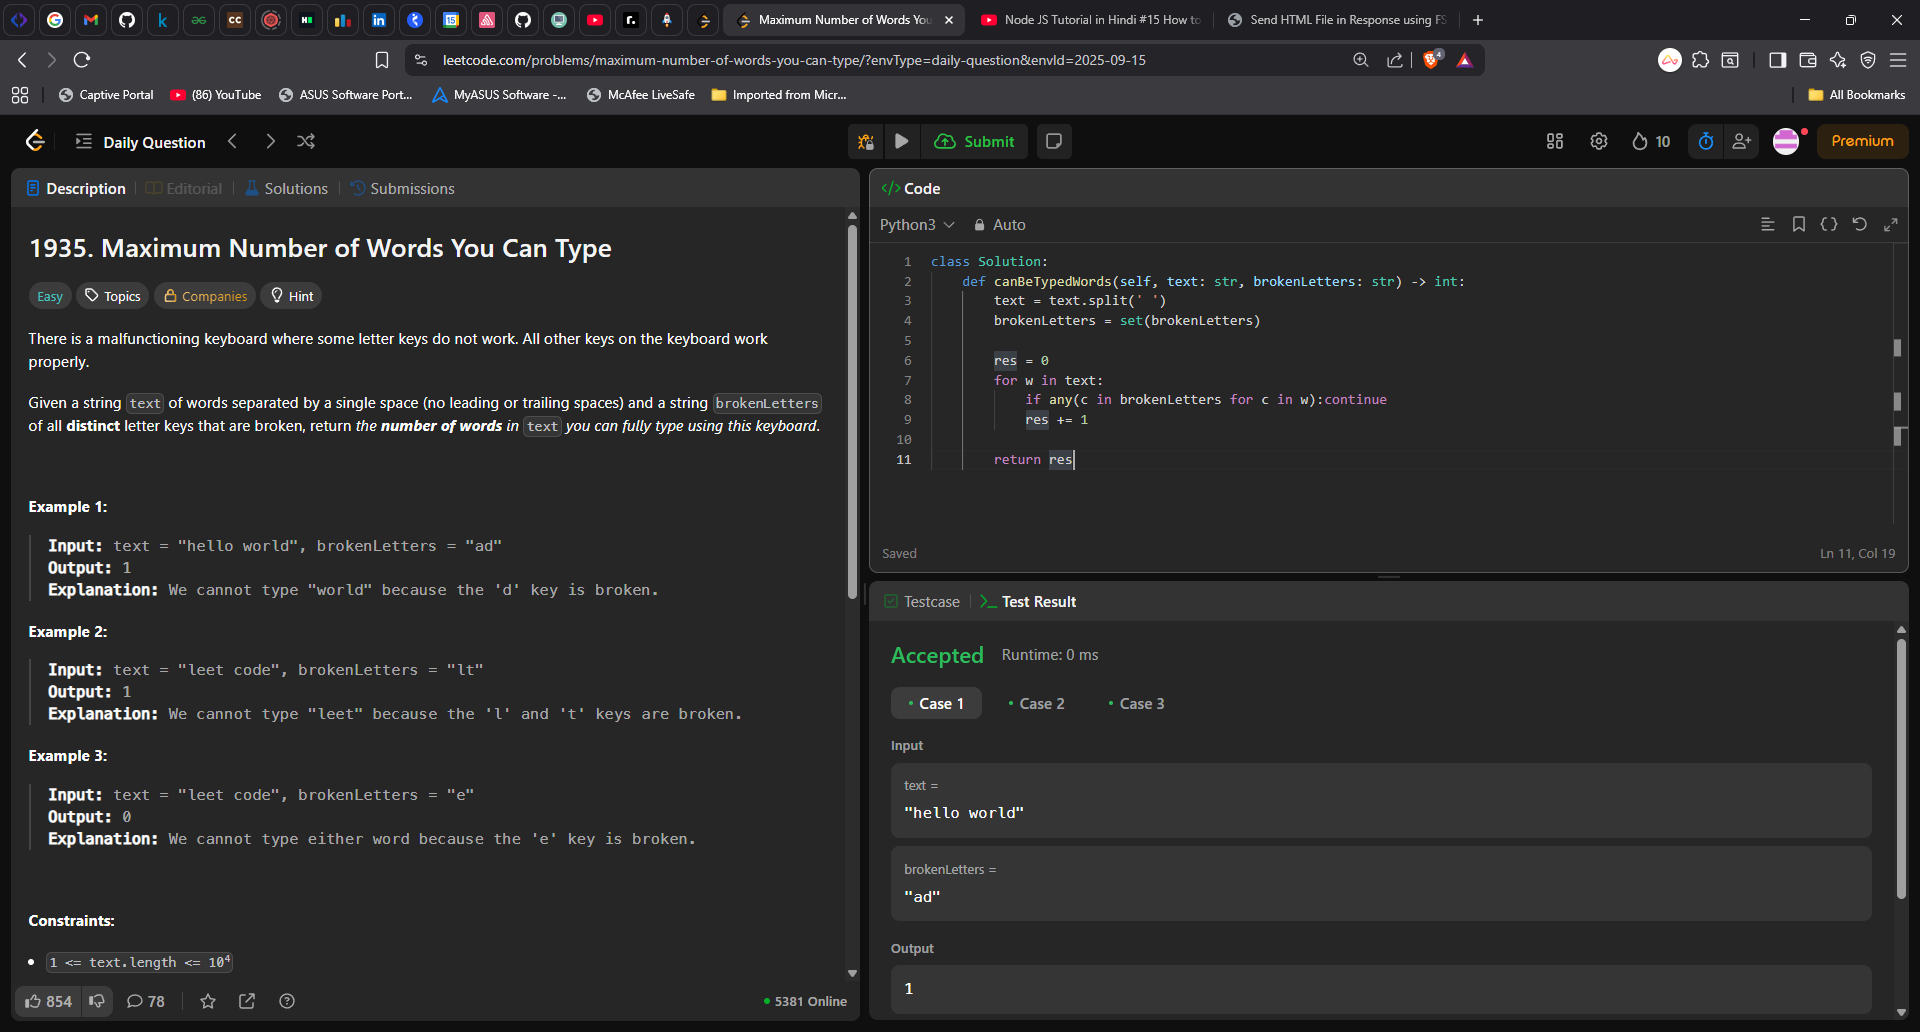 Maximum Number of Words You
Node JS Tutorial in Hindi #15 How to
Send HTML File in Response using FS
leetcode.com/problems/maximum-number-of-words-you-can-type/?envType=daily-question&envId=2025-09-15
4
Captive Portal
(86) YouTube
ASUS Software Port...
MyASUS Software -...
McAfee LiveSafe
Imported from Micr...
All Bookmarks
Daily Question
Submit
10
Premium
Description
Editorial
Solutions
Submissions
1935. Maximum Number of Words You Can Type
Easy
Topics
Companies
Hint
There is a malfunctioning keyboard where some letter keys do not work. All other keys on the keyboard work
properly.
Given a string text of words separated by a single space (no leading or trailing spaces) and a string brokenLetters
of all distinct letter keys that are broken, return the number of words in text you can fully type using this keyboard.
Example 1:
Input: text = "hello world", brokenLetters = "ad"
Output: 1
Explanation: We cannot type "world" because the 'd' key is broken.
Example 2:
Input: text = "leet code", brokenLetters = "lt"
Output: 1
Explanation: We cannot type "leet" because the 'l' and 't' keys are broken.
Example 3:
Input: text = "leet code", brokenLetters = "e"
Output: 0
Explanation: We cannot type either word because the 'e' key is broken.
Constraints:
1 <= text.length <= 10⁴
854
78
5381 Online
</> Code
Python3
Auto
1 class Solution:
2 def canBeTypedWords(self, text: str, brokenLetters: str) -> int:
3 text = text.split(' ')
4 brokenLetters = set(brokenLetters)
5
6 res = 0
7 for w in text:
8 if any(c in brokenLetters for c in w):continue
9 res += 1
10
11 return res
Saved
Ln 11, Col 19
Testcase
Test Result
Accepted
Runtime: 0 ms
Case 1
Case 2
Case 3
Input
text =
"hello world"
brokenLetters =
"ad"
Output
1